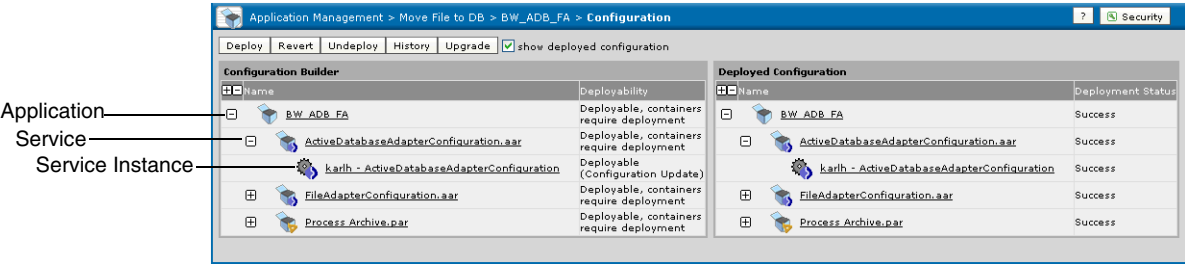 Application Management > Move File to DB > BW_ADB_FA > Configuration
? Security
Deploy Revert Undeploy History Upgrade show deployed configuration
Configuration Builder
Name Deployability
Application
BW_ADB_FA
Deployable, containers
require deployment
Service
ActiveDatabaseAdapterConfiguration.aar
Deployable, containers
require deployment
Service Instance
karlh - ActiveDatabaseAdapterConfiguration
Deployable
(Configuration Update)
FileAdapterConfiguration.aar
Deployable, containers
require deployment
Process Archive.par
Deployable, containers
require deployment
Deployed Configuration
Name Deployment Status
BW_ADB_FA Success
ActiveDatabaseAdapterConfiguration.aar Success
karlh - ActiveDatabaseAdapterConfiguration Success
FileAdapterConfiguration.aar Success
Process Archive.par Success